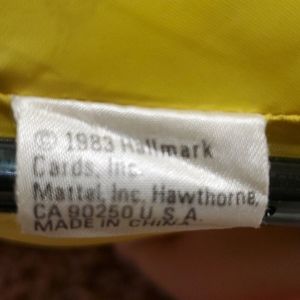 © 1983 Hallmark
Cards, Inc.
Mattel, Inc. Hawthorne,
CA 90250 U.S.A.
MADE IN CHINA